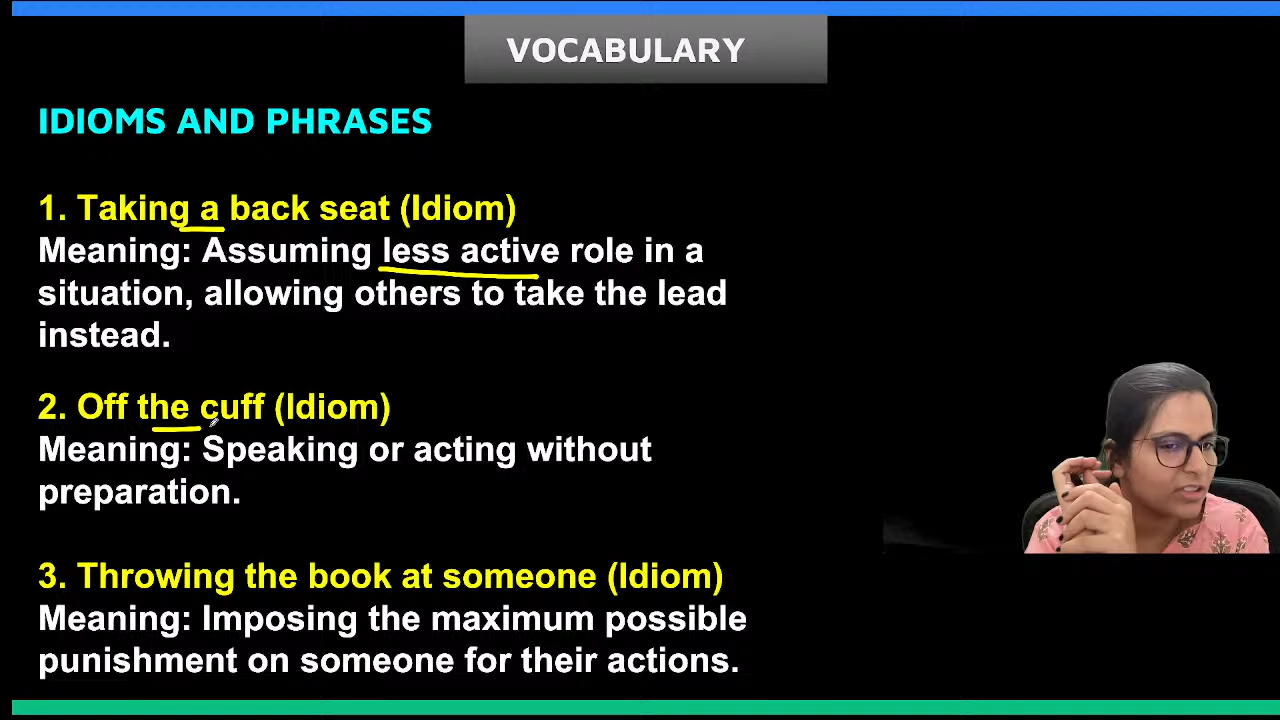 VOCABULARY
IDIOMS AND PHRASES
1. Taking a back seat (Idiom)
Meaning: Assuming less active role in a
situation, allowing others to take the lead
instead.
2. Off the cuff (Idiom)
Meaning: Speaking or acting without
preparation.
3. Throwing the book at someone (Idiom)
Meaning: Imposing the maximum possible
punishment on someone for their actions.